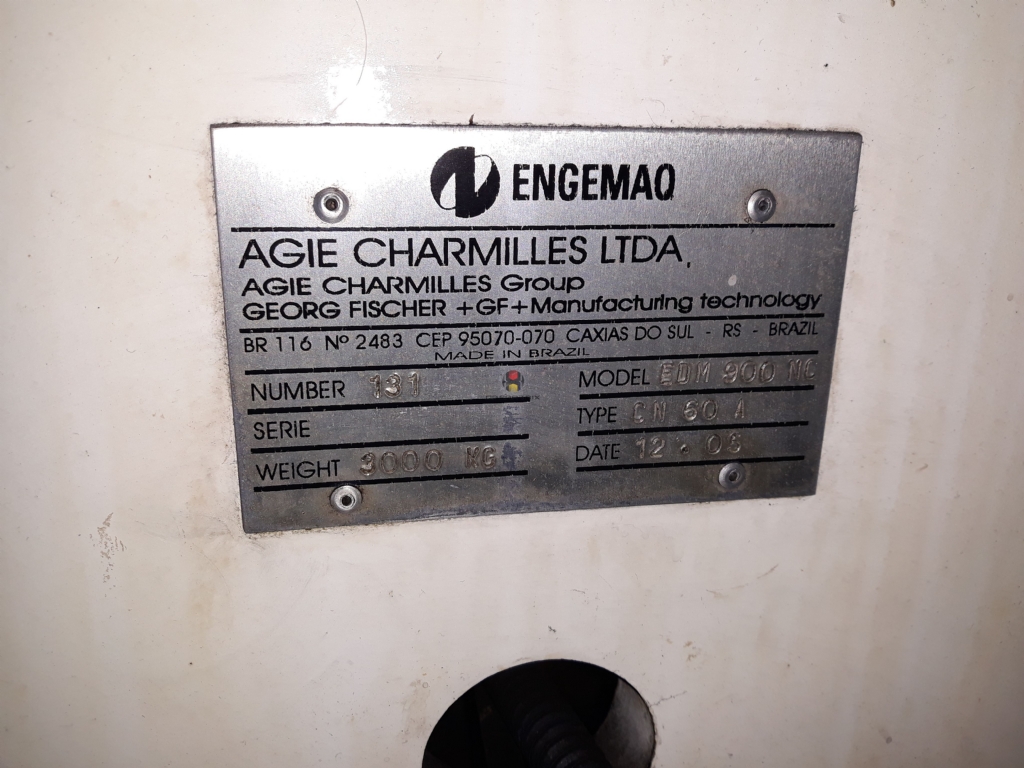 ENGEMAQ
AGIE CHARMILLES LTDA.
AGIE CHARMILLES Group
GEORG FISCHER +GF+Manufacturing technology
BR 116 Nº 2483 CEP 95070-070 CAXIAS DO SUL - RS - BRAZIL
MADE IN BRAZIL
NUMBER 131
MODEL EDM 900 NC
SERIE
TYPE CN 60 A
WEIGHT 3000 KG
DATE 12.06